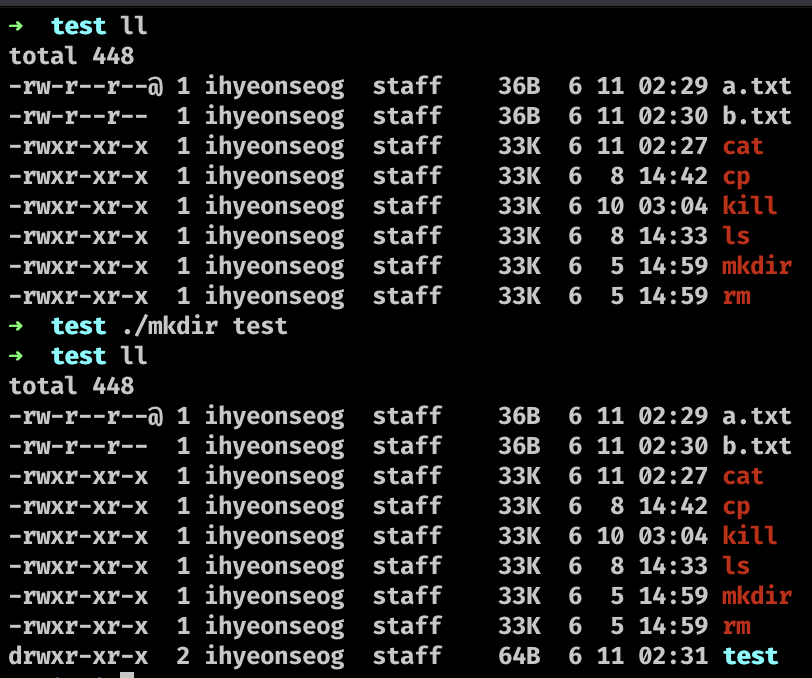 ➜  test ll
total 448
-rw-r--r--@ 1 ihyeonseog  staff    36B  6 11 02:29 a.txt
-rw-r--r--  1 ihyeonseog  staff    36B  6 11 02:30 b.txt
-rwxr-xr-x  1 ihyeonseog  staff    33K  6 11 02:27 cat
-rwxr-xr-x  1 ihyeonseog  staff    33K  6  8 14:42 cp
-rwxr-xr-x  1 ihyeonseog  staff    33K  6 10 03:04 kill
-rwxr-xr-x  1 ihyeonseog  staff    33K  6  8 14:33 ls
-rwxr-xr-x  1 ihyeonseog  staff    33K  6  5 14:59 mkdir
-rwxr-xr-x  1 ihyeonseog  staff    33K  6  5 14:59 rm
➜  test ./mkdir test
➜  test ll
total 448
-rw-r--r--@ 1 ihyeonseog  staff    36B  6 11 02:29 a.txt
-rw-r--r--  1 ihyeonseog  staff    36B  6 11 02:30 b.txt
-rwxr-xr-x  1 ihyeonseog  staff    33K  6 11 02:27 cat
-rwxr-xr-x  1 ihyeonseog  staff    33K  6  8 14:42 cp
-rwxr-xr-x  1 ihyeonseog  staff    33K  6 10 03:04 kill
-rwxr-xr-x  1 ihyeonseog  staff    33K  6  8 14:33 ls
-rwxr-xr-x  1 ihyeonseog  staff    33K  6  5 14:59 mkdir
-rwxr-xr-x  1 ihyeonseog  staff    33K  6  5 14:59 rm
drwxr-xr-x  2 ihyeonseog  staff    64B  6 11 02:31 test